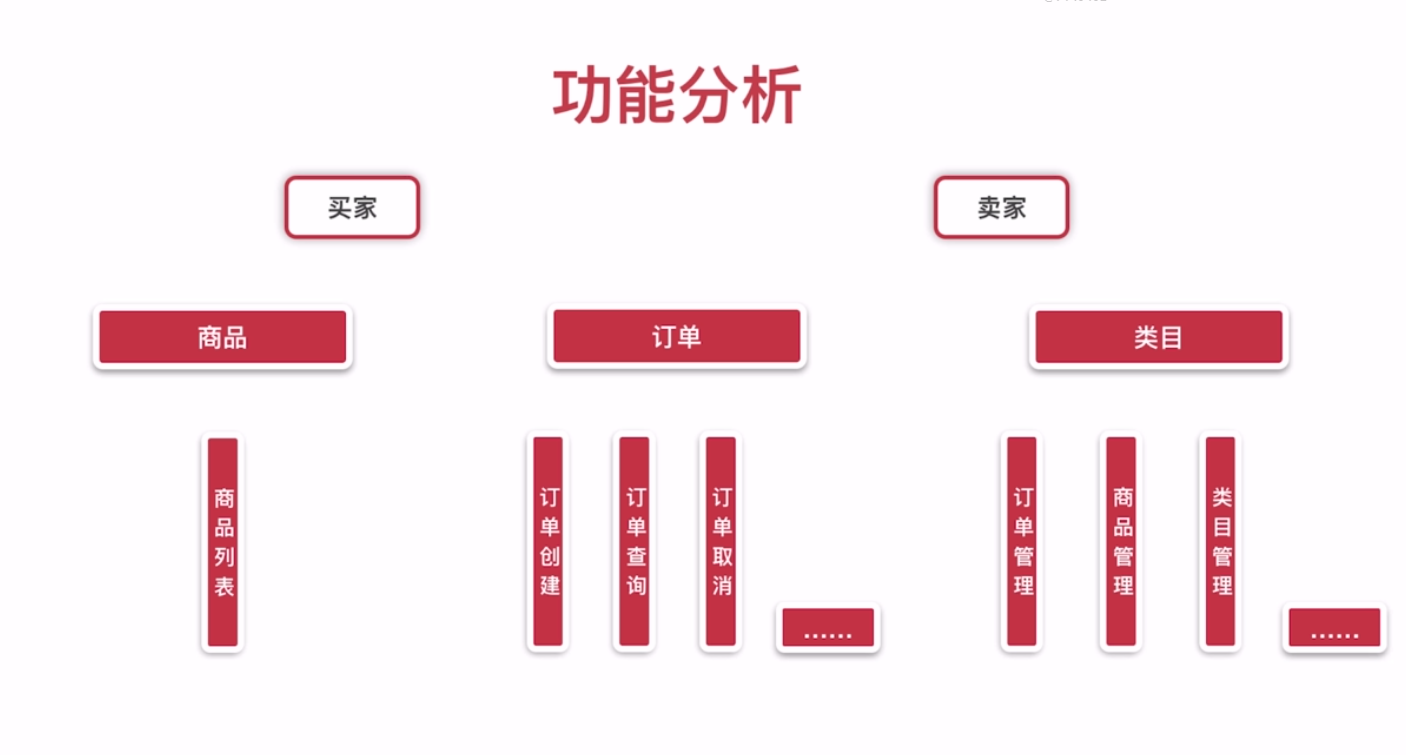 功能分析
买家
卖家
商品
订单
类目
商品列表
订单创建
订单查询
订单取消
......
订单管理
商品管理
类目管理
......